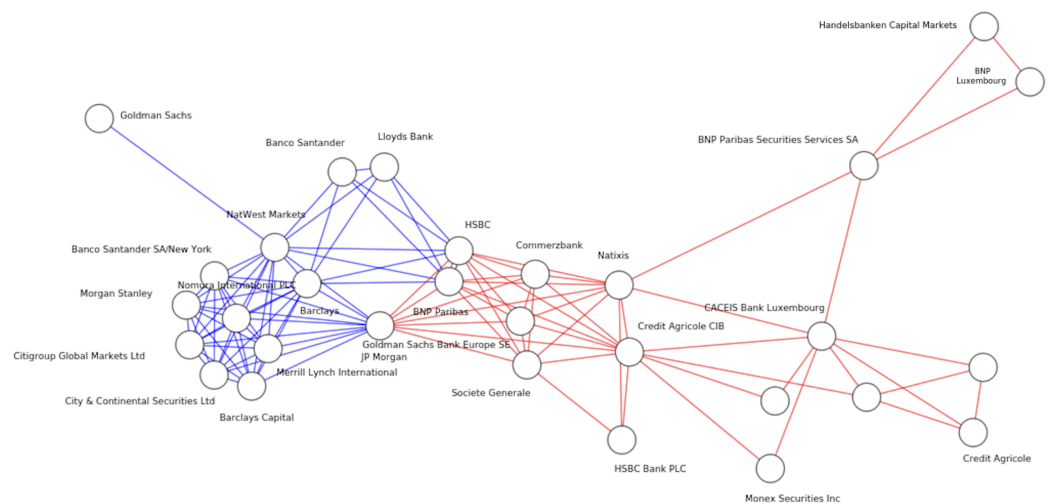 Handelsbanken Capital Markets
BNP
Luxembourg
Goldman Sachs
Lloyds Bank
Banco Santander
BNP Paribas Securities Services SA
NatWest Markets
HSBC
Commerzbank
Banco Santander SA/New York
Natixis
Nomura International PLC
Morgan Stanley
CACEIS Bank Luxembourg
Barclays
BNP Paribas
Credit Agricole CIB
Goldman Sachs Bank Europe SE
Citigroup Global Markets Ltd
JP Morgan
Merrill Lynch International
Societe Generale
City & Continental Securities Ltd
Barclays Capital
Credit Agricole
HSBC Bank PLC
Monex Securities Inc